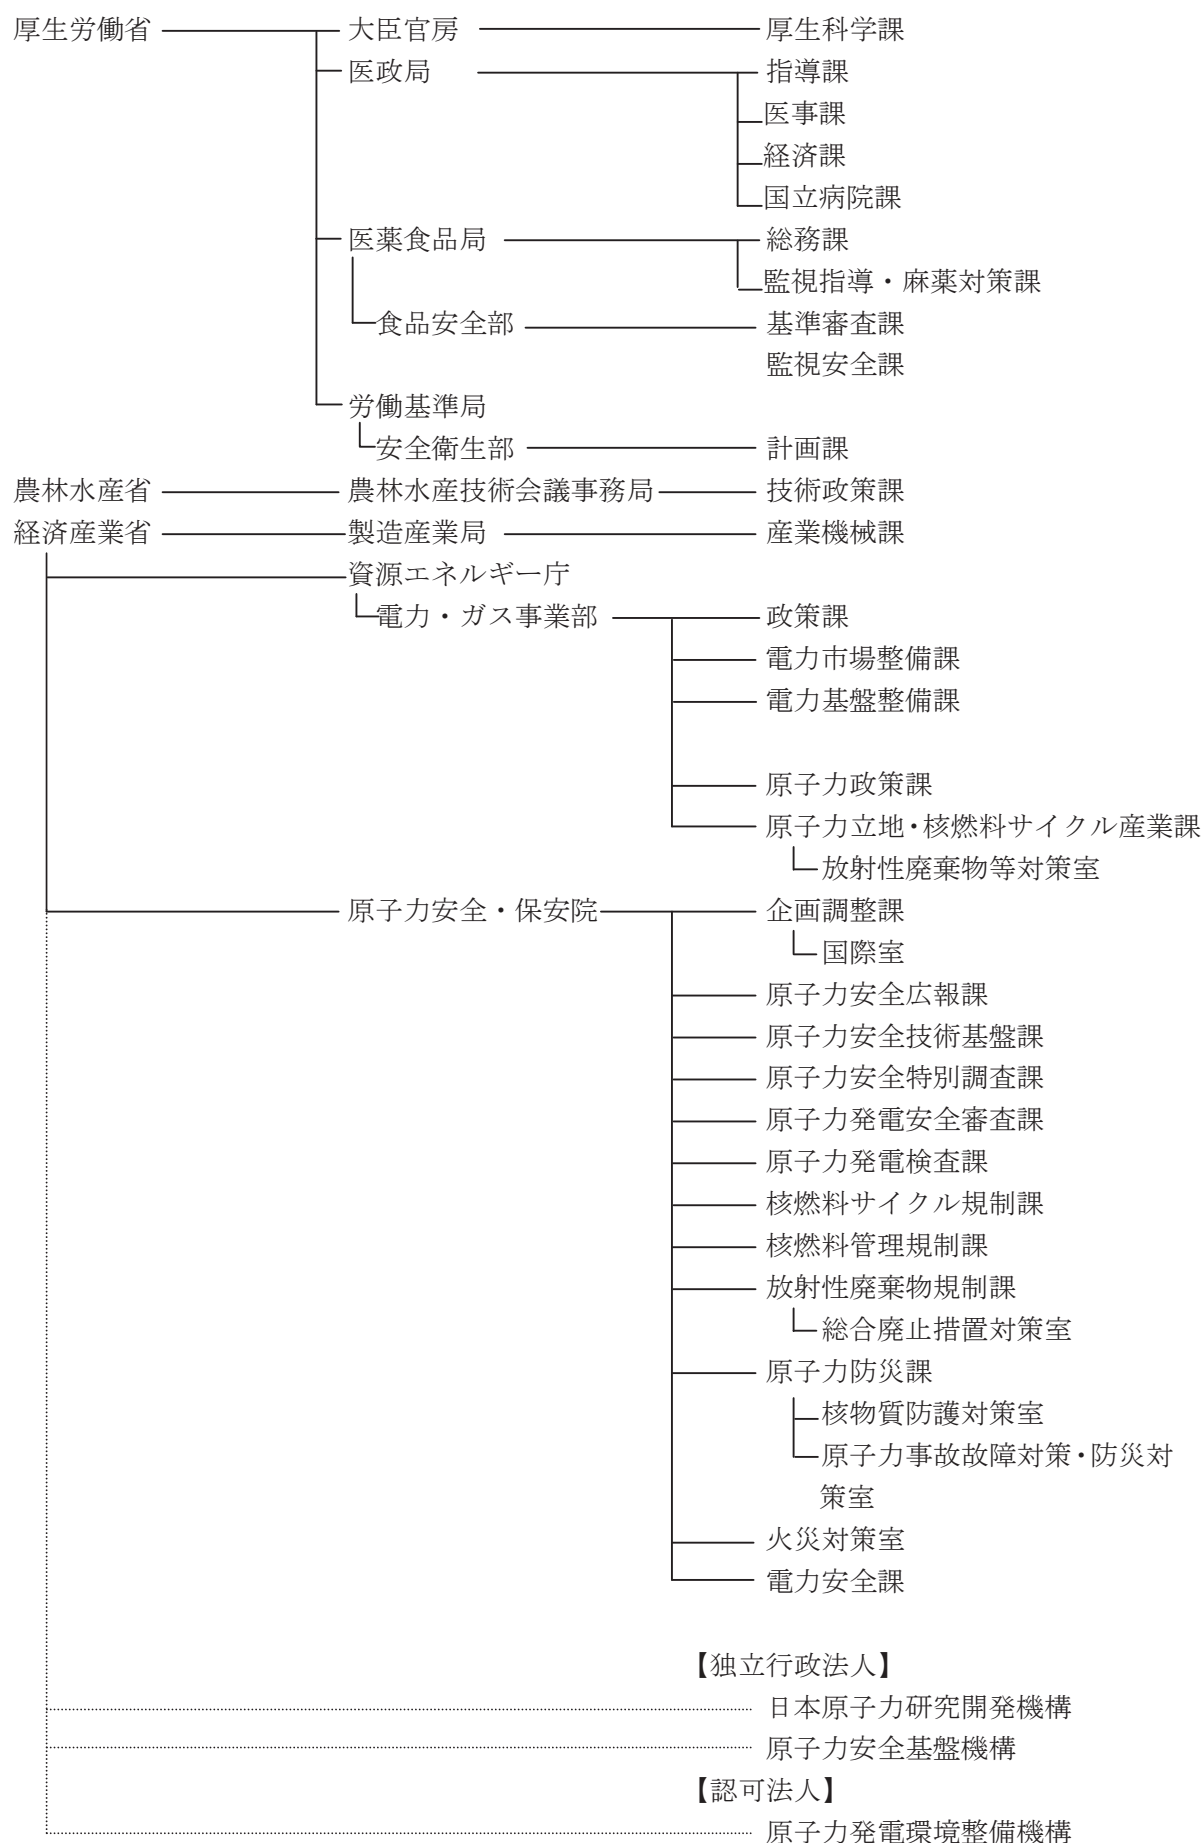 厚生労働省 大臣官房 厚生科学課
医政局 指導課
医事課
経済課
国立病院課
医薬食品局 総務課
監視指導・麻薬対策課
食品安全部 基準審査課
監視安全課
労働基準局
安全衛生部 計画課
農林水産省 農林水産技術会議事務局 技術政策課
経済産業省 製造産業局 産業機械課
資源エネルギー庁
電力・ガス事業部 政策課
電力市場整備課
電力基盤整備課
原子力政策課
原子力立地・核燃料サイクル産業課
放射性廃棄物等対策室
原子力安全・保安院 企画調整課
国際室
原子力安全広報課
原子力安全技術基盤課
原子力安全特別調査課
原子力発電安全審査課
原子力発電検査課
核燃料サイクル規制課
核燃料管理規制課
放射性廃棄物規制課
総合廃止措置対策室
原子力防災課
核物質防護対策室
原子力事故故障対策・防災対
策室
火災対策室
電力安全課
【独立行政法人】
日本原子力研究開発機構
原子力安全基盤機構
【認可法人】
原子力発電環境整備機構